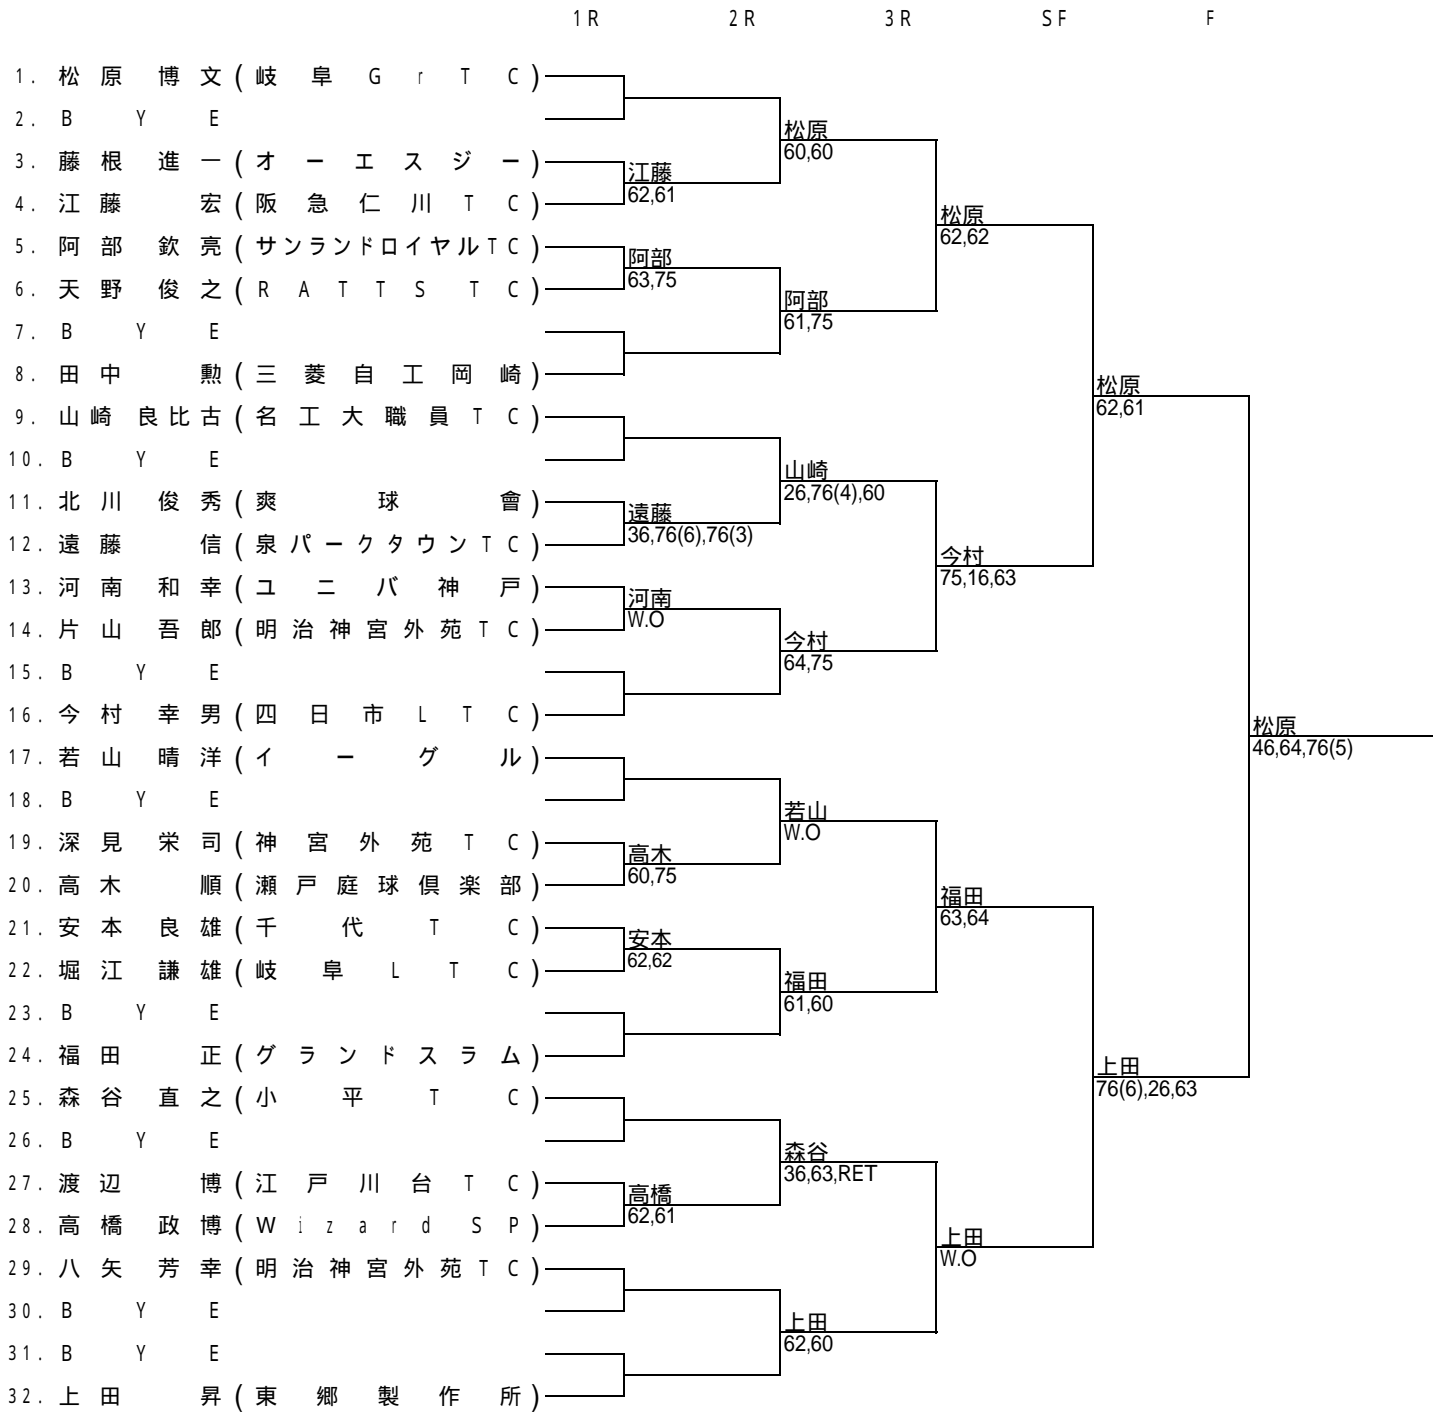 1R 2R 3R SF F
1. 松原 博文 (岐阜GrTC)
2. BYE
松原
60,60
3. 藤根 進一 (オーエスジー)
江藤
62,61
4. 江藤 宏 (阪急仁川TC)
松原
62,62
5. 阿部 欽亮 (サンランドロイヤルTC)
阿部
63,75
6. 天野 俊之 (RATTS TC)
阿部
61,75
7. BYE
8. 田中 勲 (三菱自工岡崎)
松原
62,61
9. 山崎 良比古 (名工大職員TC)
10. BYE
山崎
26,76(4),60
11. 北川 俊秀 (爽球會)
遠藤
36,76(6),76(3)
12. 遠藤 信 (泉パークタウンTC)
今村
75,16,63
13. 河南 和幸 (ユニバ神戸)
河南
W.O
14. 片山 吾郎 (明治神宮外苑TC)
今村
64,75
15. BYE
16. 今村 幸男 (四日市LTC)
松原
46,64,76(5)
17. 若山 晴洋 (イーグル)
18. BYE
若山
W.O
19. 深見 栄司 (神宮外苑TC)
高木
60,75
20. 高木 順 (瀬戸庭球倶楽部)
福田
63,64
21. 安本 良雄 (千代TC)
安本
62,62
22. 堀江 謙雄 (岐阜LTC)
福田
61,60
23. BYE
24. 福田 正 (グランドスラム)
上田
76(6),26,63
25. 森谷 直之 (小平TC)
26. BYE
森谷
36,63,RET
27. 渡辺 博 (江戸川台TC)
高橋
62,61
28. 高橋 政博 (Wizard SP)
上田
W.O
29. 八矢 芳幸 (明治神宮外苑TC)
30. BYE
上田
62,60
31. BYE
32. 上田 昇 (東郷製作所)